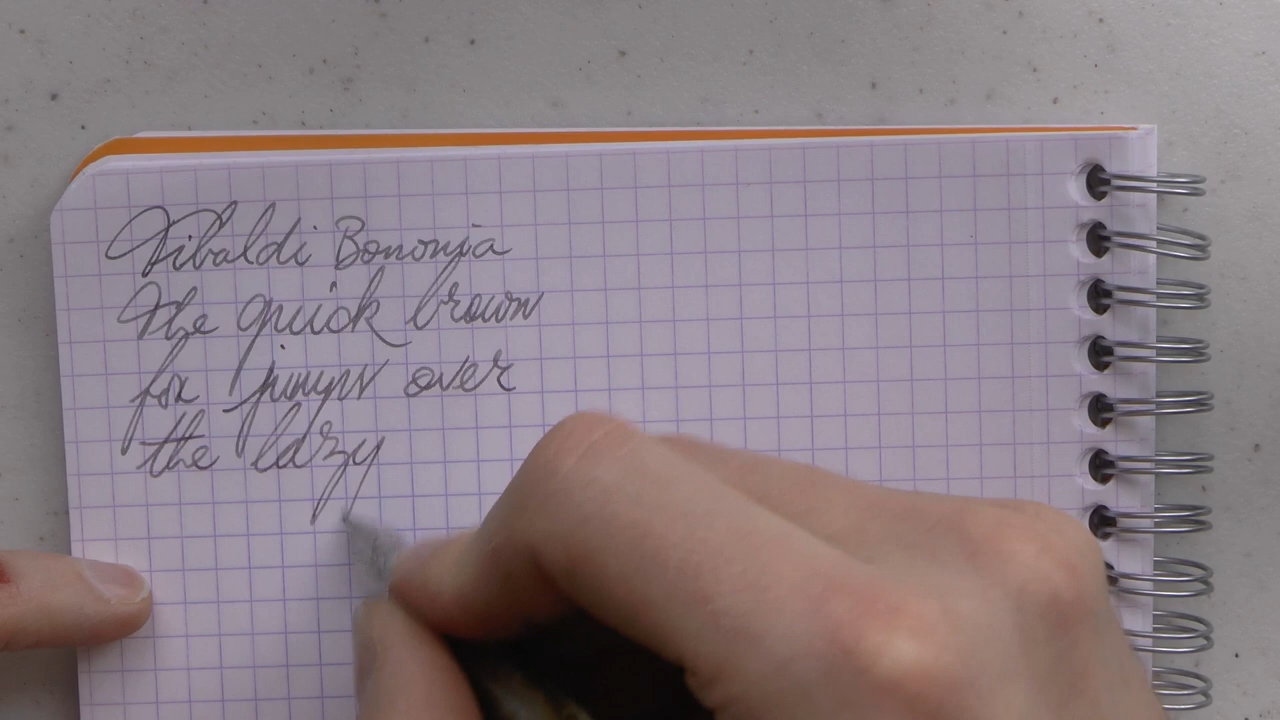 Tibaldi Bononia
The quick brown
fox jumps over
the lazy